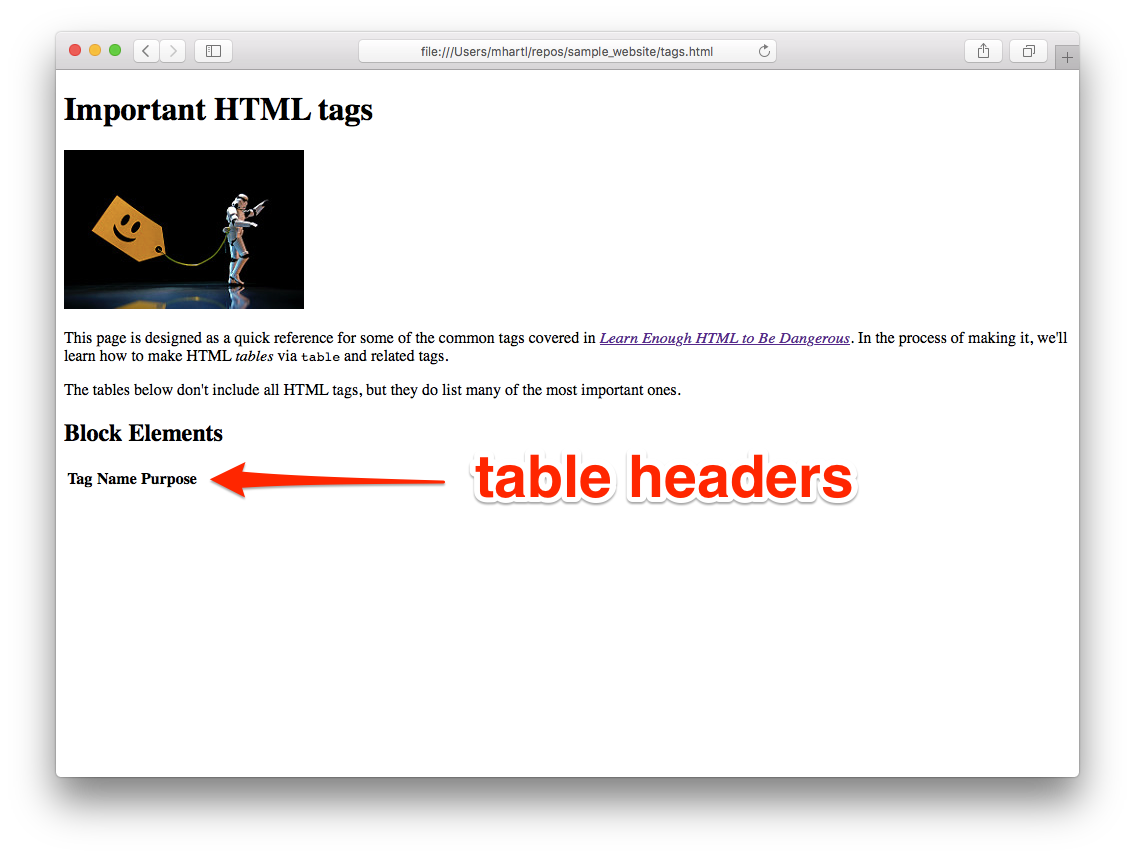 file:///Users/mhartl/repos/sample_website/tags.html
Important HTML tags
This page is designed as a quick reference for some of the common tags covered in Learn Enough HTML to Be Dangerous. In the process of making it, we'll
learn how to make HTML tables via table and related tags.
The tables below don't include all HTML tags, but they do list many of the most important ones.
Block Elements
Tag Name Purpose
table headers